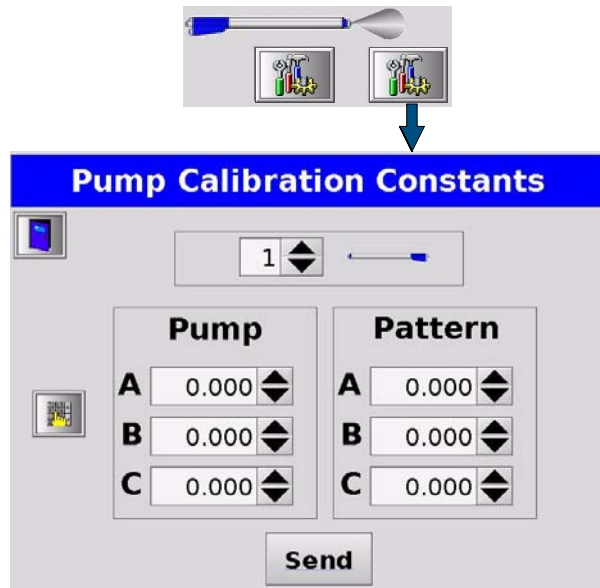 Pump Calibration Constants
1
Pump
Pattern
A 0.000
A 0.000
B 0.000
B 0.000
C 0.000
C 0.000
Send